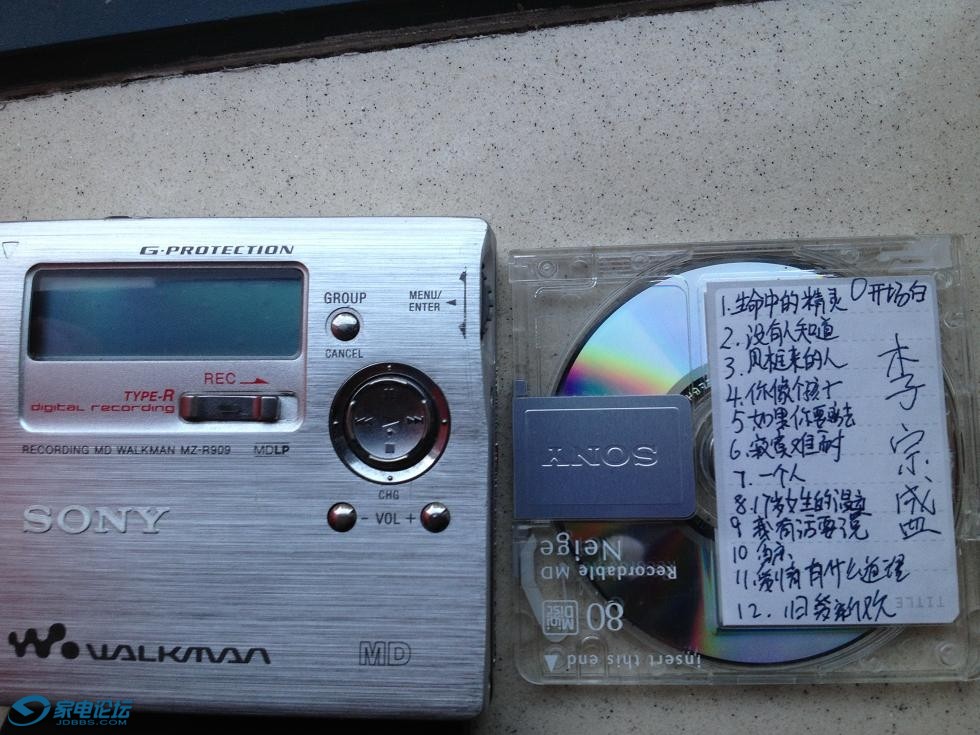 G-PROTECTION
GROUP
CANCEL
MENU/
ENTER
REC
TYPE-R
digital recording
RECORDING MD WALKMAN MZ-R909
MDLP
CHG
- VOL +
SONY
WALKMAN
MD
家电论坛
JDBBS.COM
0 开场白
1.生命中的精灵
2.没有人知道
3.风柜来的人
4.你像个孩子
5 如果你要离去
6.寂寞难耐
7.一个人
8.17岁女生的温柔
9 我有话要说
10
11.爱情有什么道理
12.旧爱新欢
李宗盛
TITLE
SONY
Neige
Recordable MD
80
Mini
Disc
insert this end